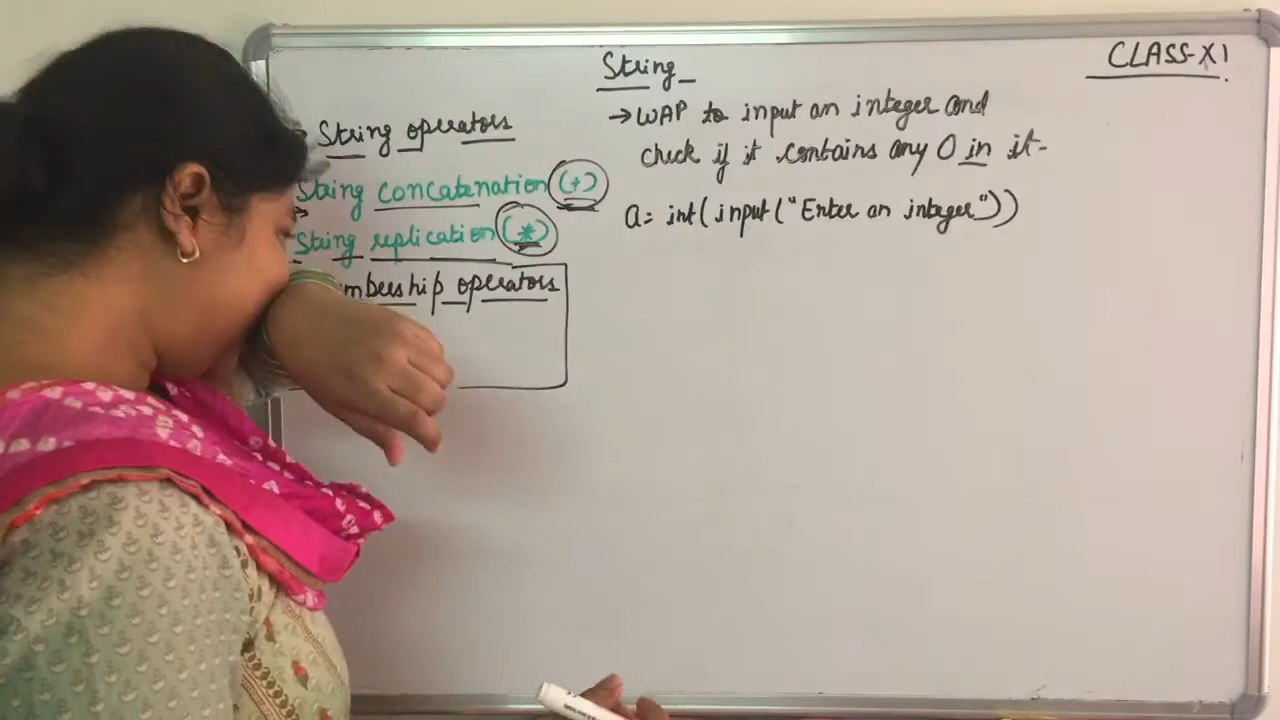 String
CLASS-XI
String operators
String concatenation (+)
String replication (*)
operators
→ WAP to input an integer and
check if it contains any 0 in it-
a= int(input("Enter an integer"))